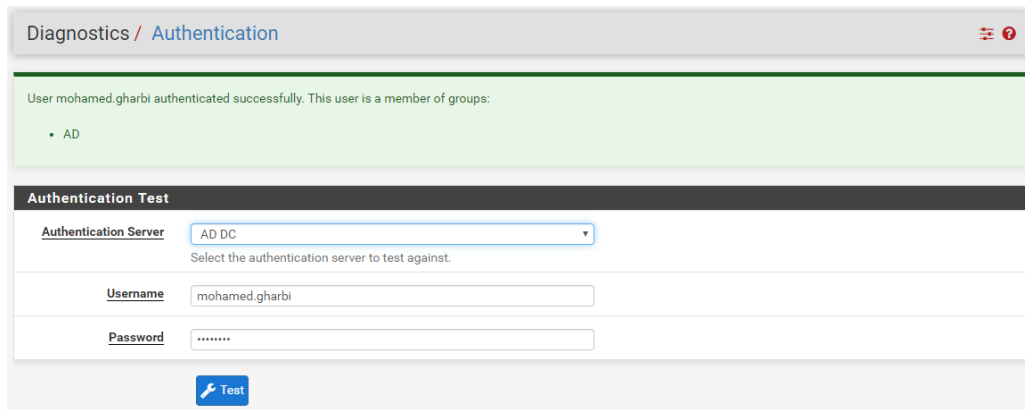 Diagnostics / Authentication
User mohamed.gharbi authenticated successfully. This user is a member of groups:
• AD
Authentication Test
Authentication Server
AD DC
Select the authentication server to test against.
Username
mohamed.gharbi
Password
••••••••
Test